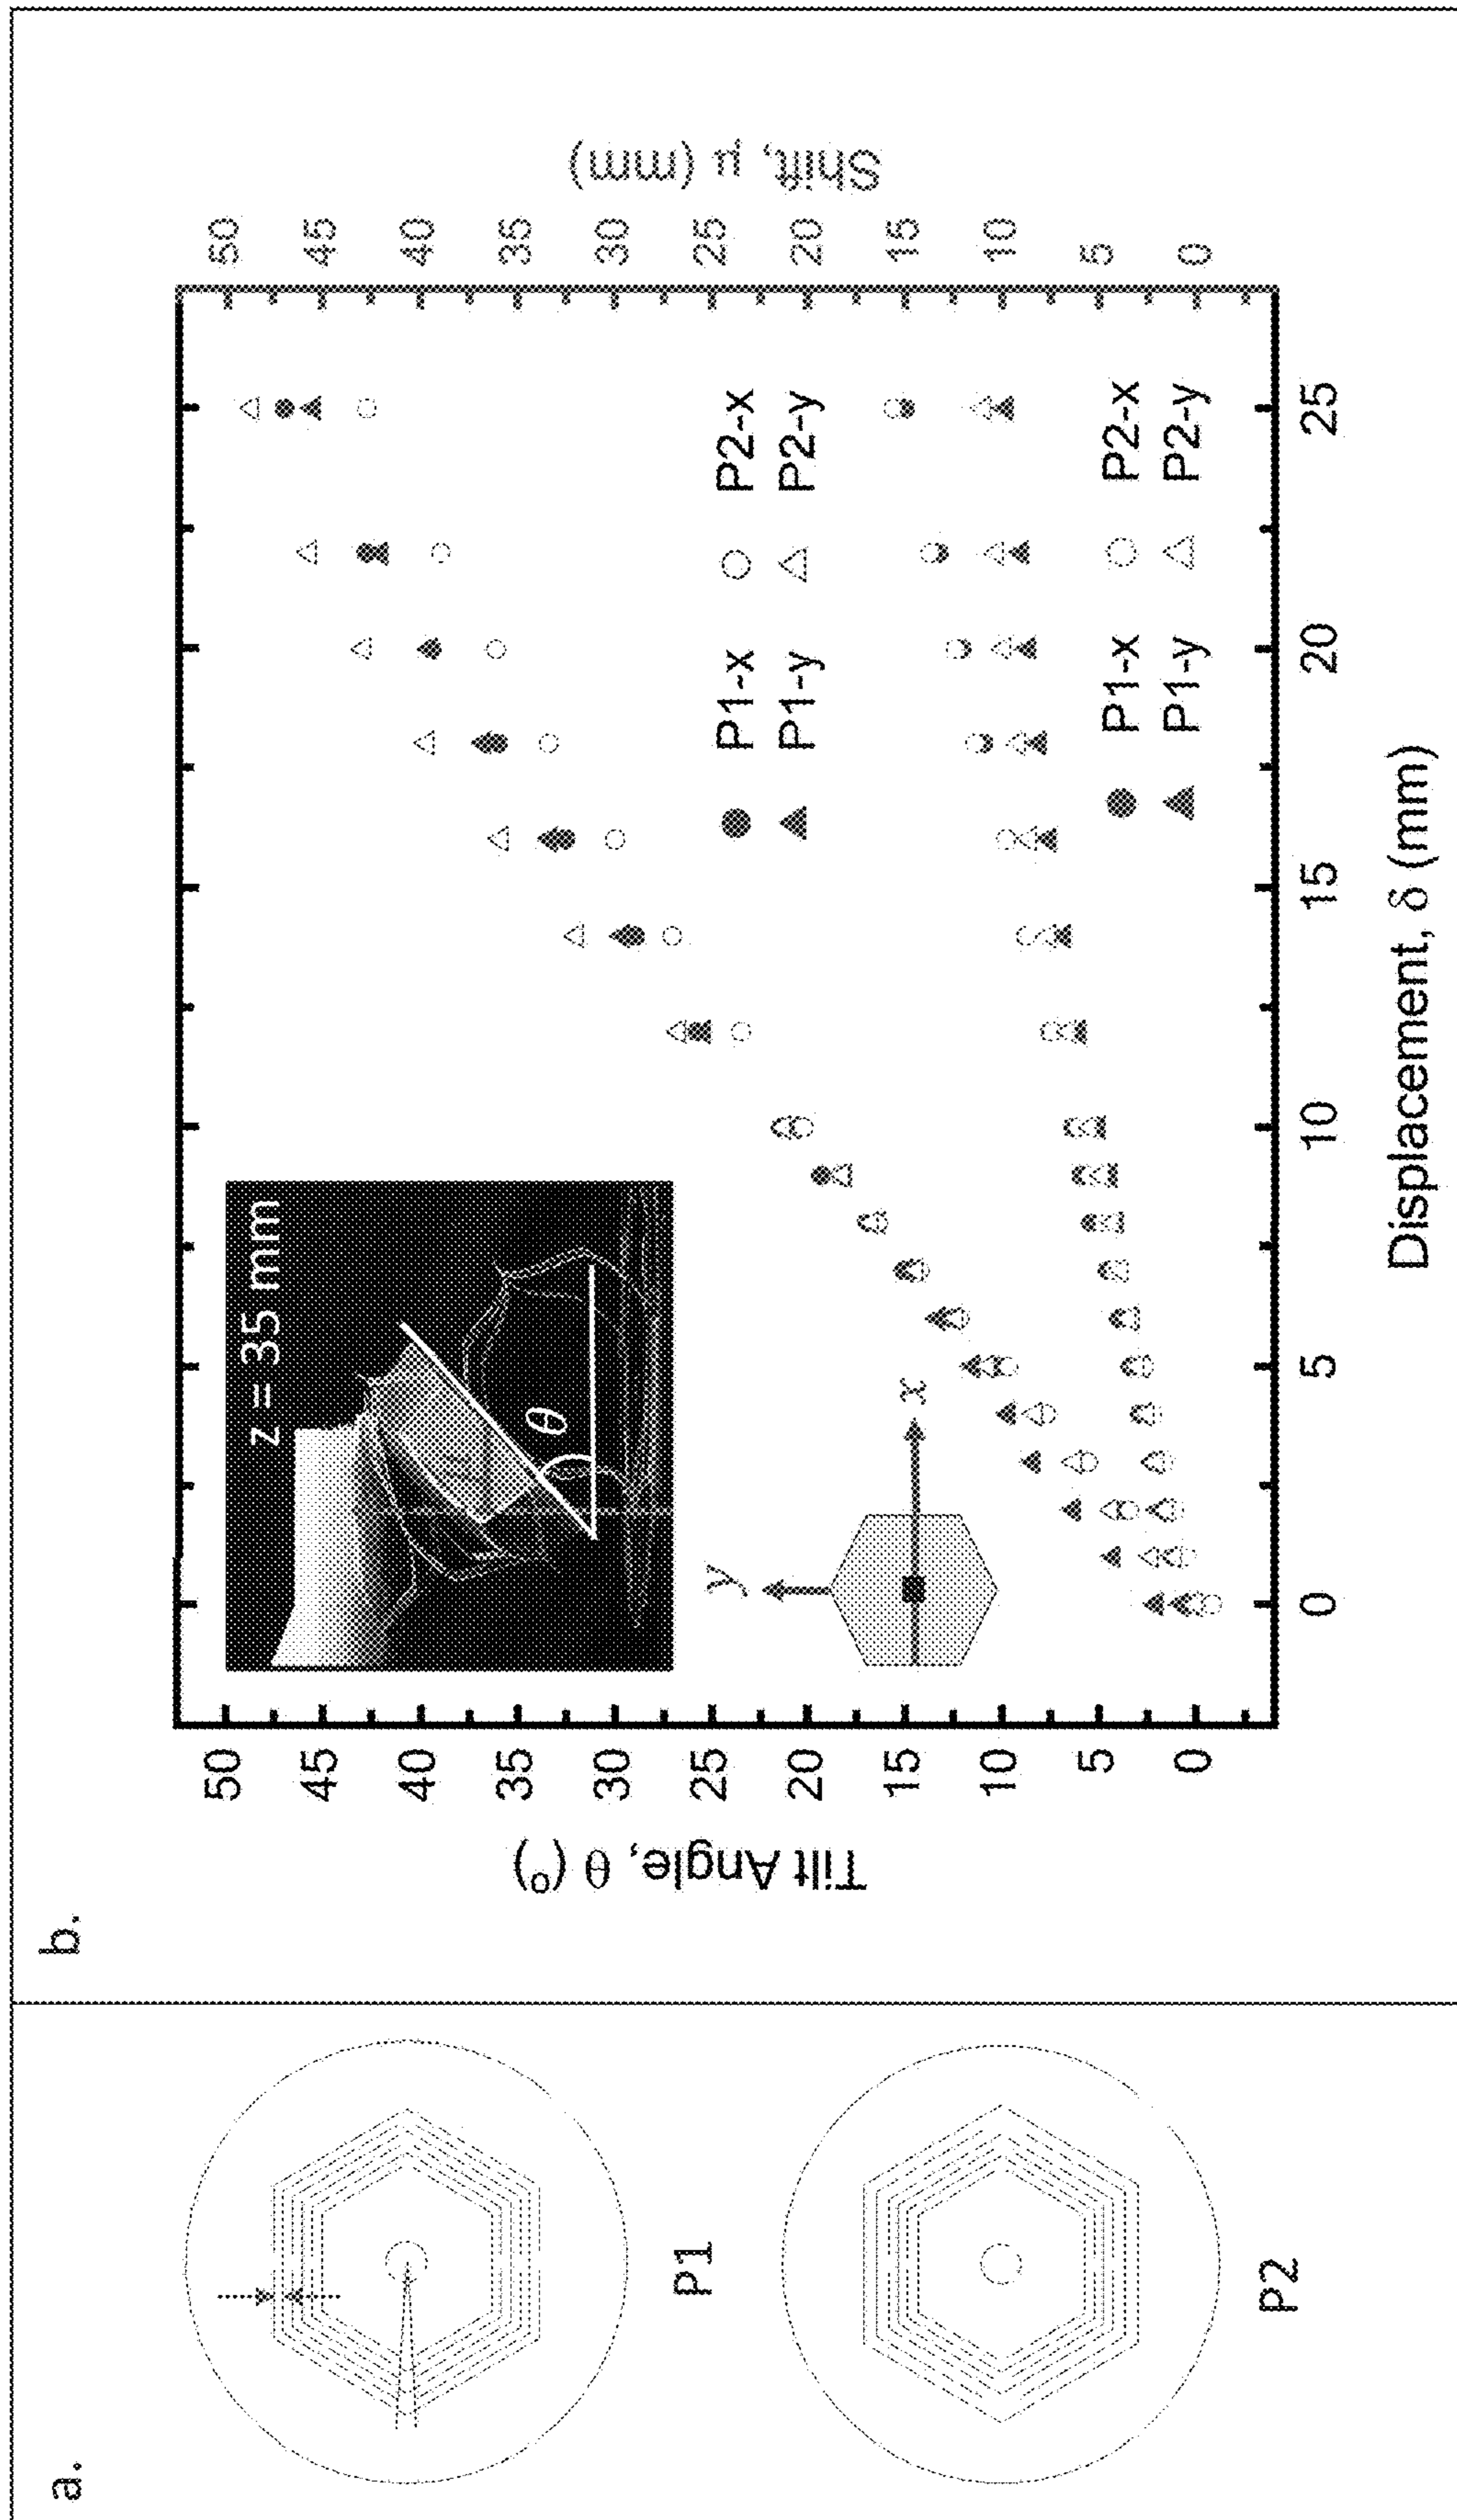 a.
P1
P2
b.
Tilt Angle, θ (°)
50
45
40
35
30
25
20
15
10
5
0
z = 35 mm
θ
y
x
P1-x P2-x
P1-y P2-y
P1-x P2-x
P1-y P2-y
50
45
40
35
30
25
20
15
10
5
0
Shift, μ (mm)
0 5 10 15 20 25
Displacement, δ (mm)